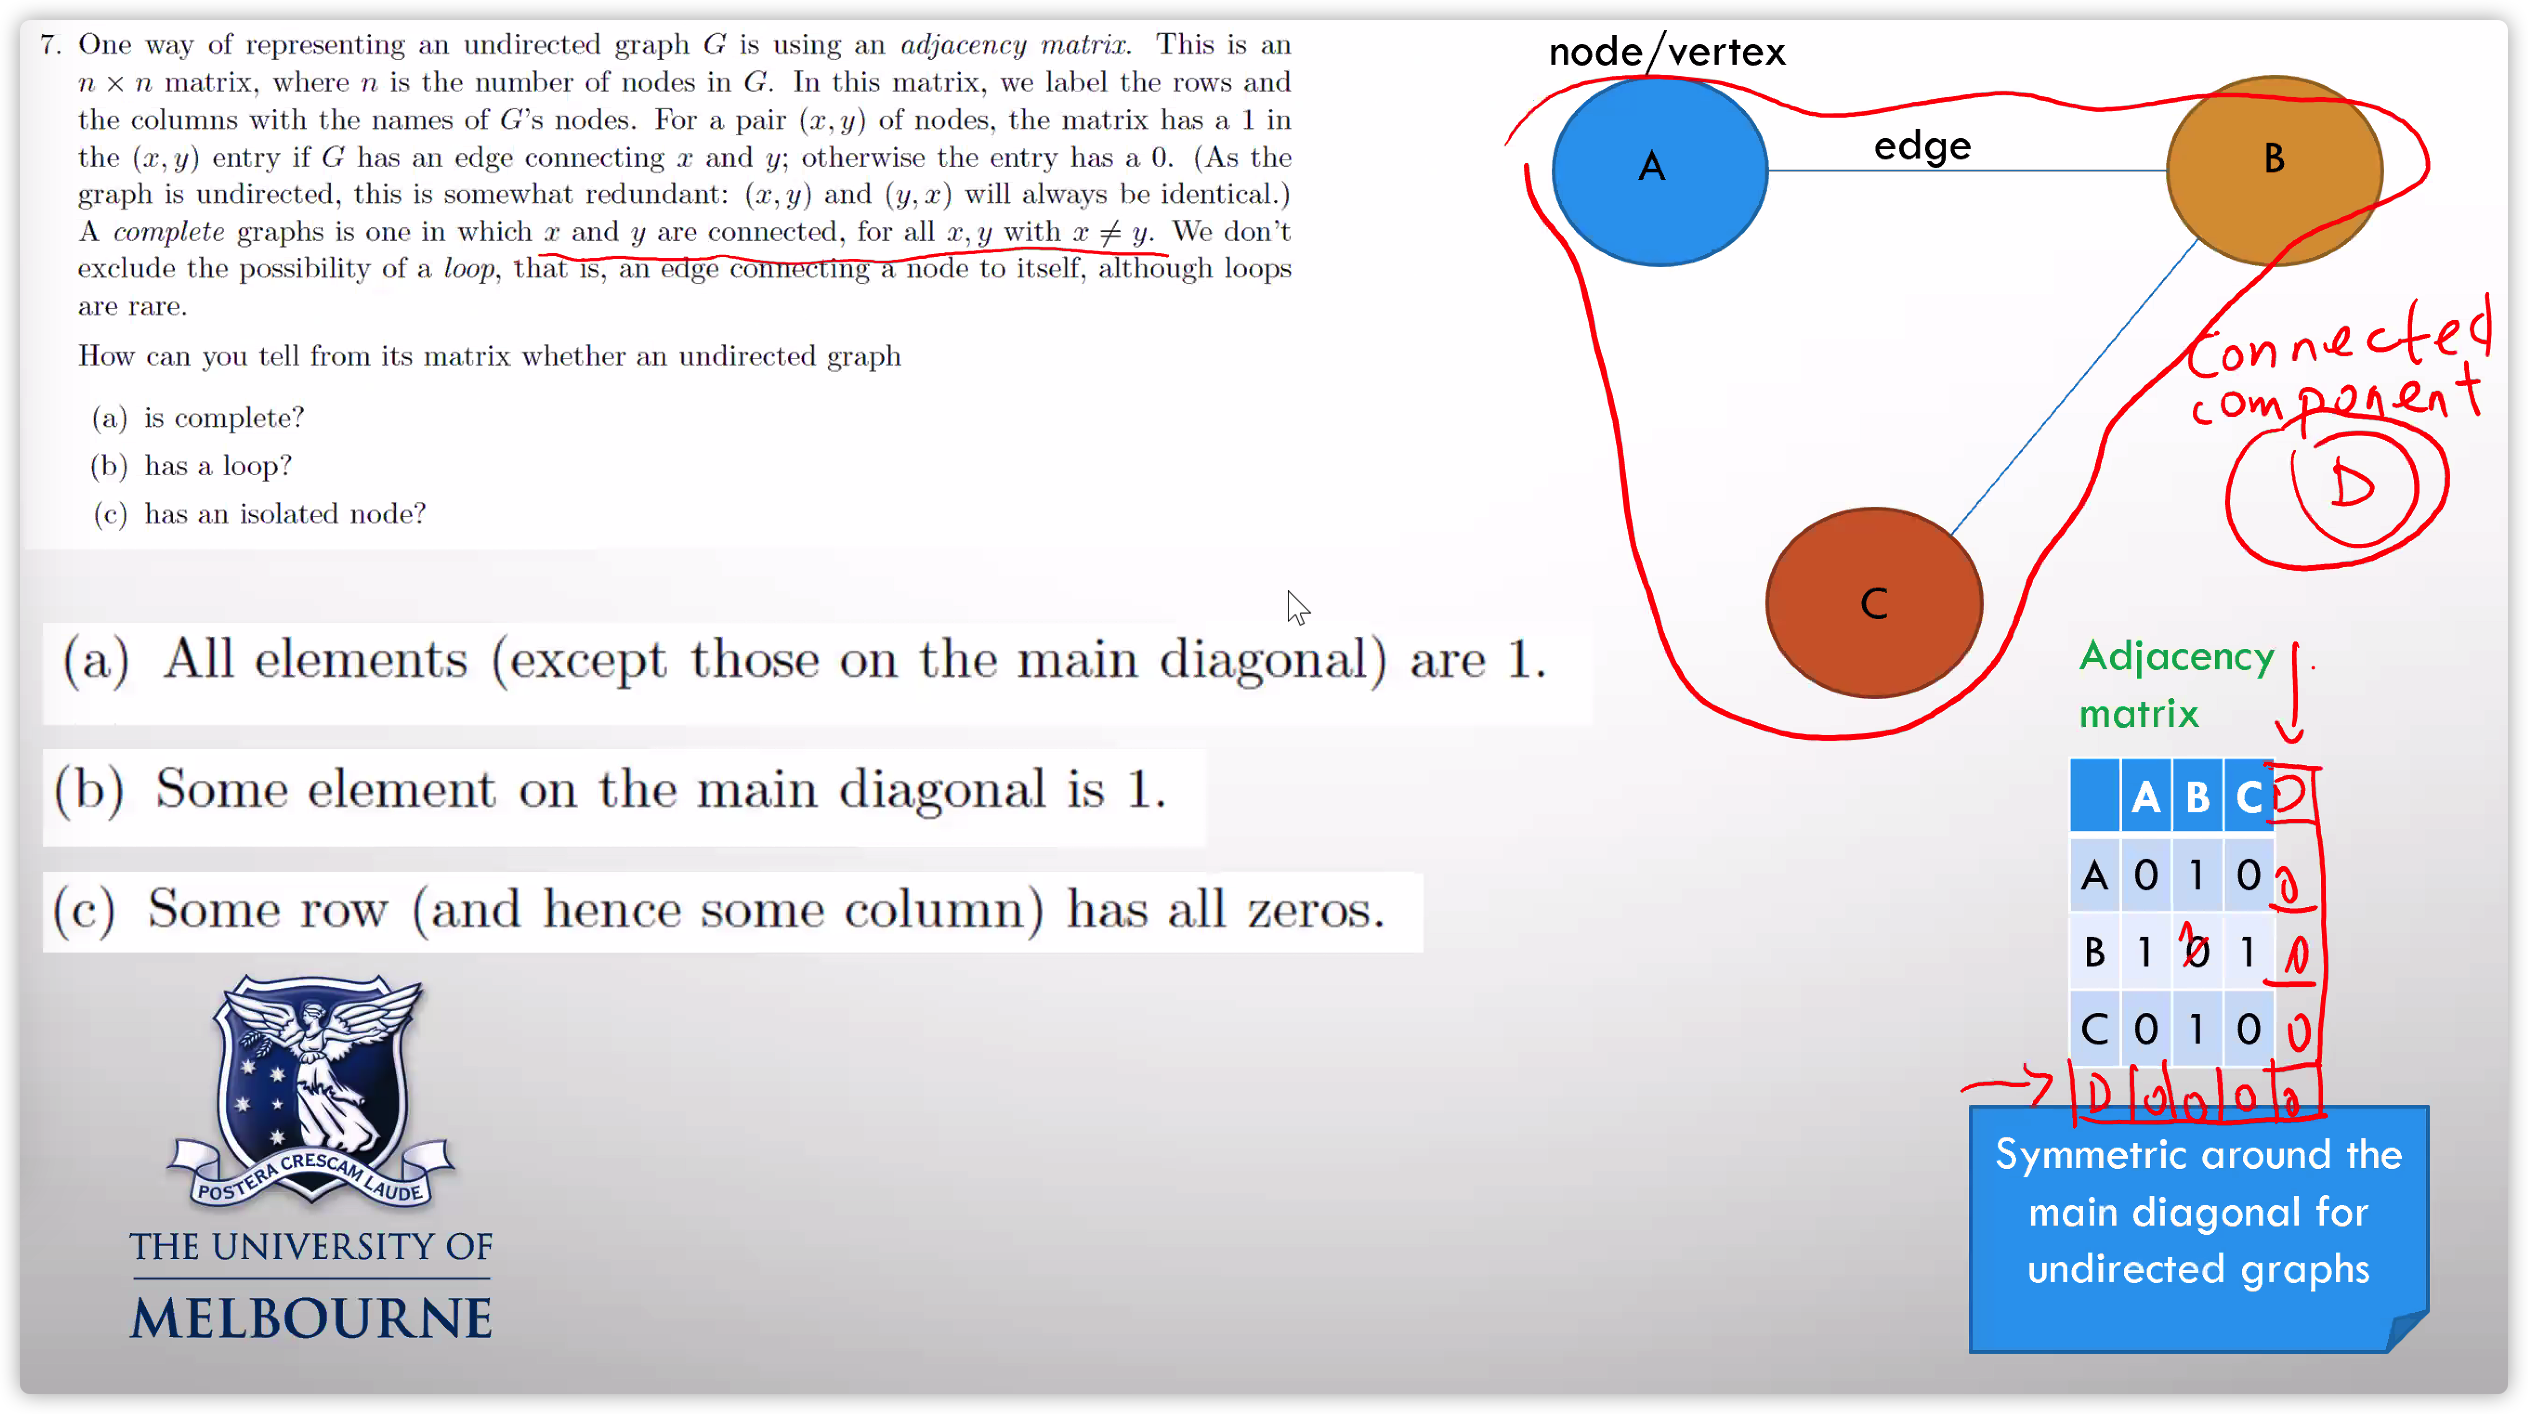 7. One way of representing an undirected graph G is using an adjacency matrix. This is an
n × n matrix, where n is the number of nodes in G. In this matrix, we label the rows and
the columns with the names of G's nodes. For a pair (x, y) of nodes, the matrix has a 1 in
the (x, y) entry if G has an edge connecting x and y; otherwise the entry has a 0. (As the
graph is undirected, this is somewhat redundant: (x, y) and (y, x) will always be identical.)
A complete graphs is one in which x and y are connected, for all x, y with x ≠ y. We don't
exclude the possibility of a loop, that is, an edge connecting a node to itself, although loops
are rare.
How can you tell from its matrix whether an undirected graph
(a) is complete?
(b) has a loop?
(c) has an isolated node?
(a) All elements (except those on the main diagonal) are 1.
(b) Some element on the main diagonal is 1.
(c) Some row (and hence some column) has all zeros.
POSTERA CRESCAM LAUDE
THE UNIVERSITY OF
MELBOURNE
node/vertex
A
edge
B
C
Connected
component
D
Adjacency
matrix
A B C D
A 0 1 0 0
B 1 0 1 0
C 0 1 0 0
D 0 0 0 0
Symmetric around the
main diagonal for
undirected graphs